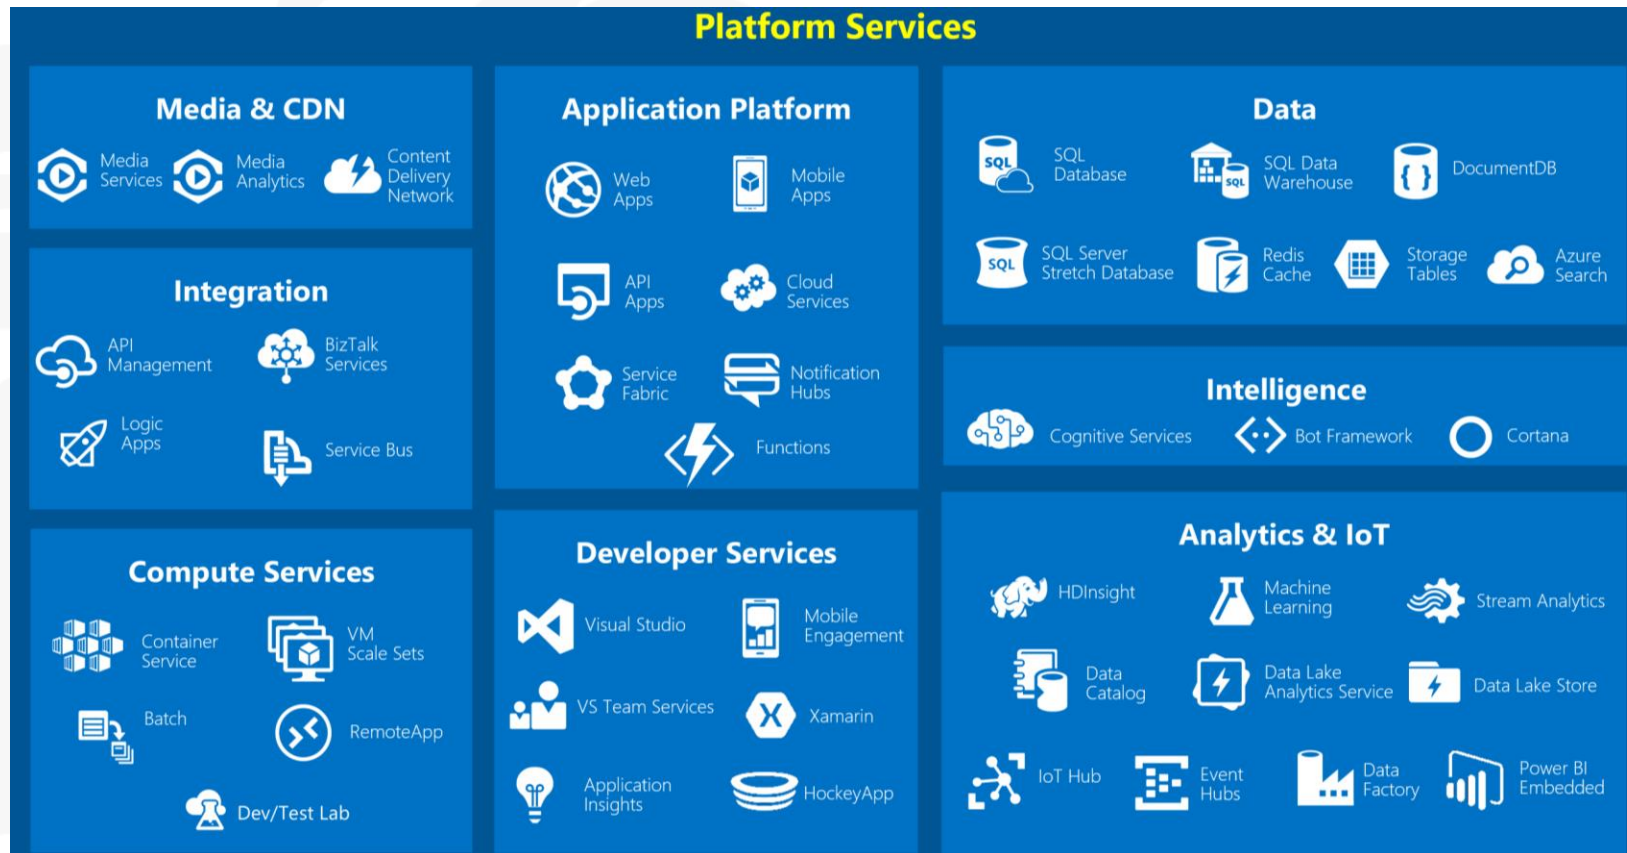 Platform Services
Media & CDN
Media
Services
Media
Analytics
Content
Delivery
Network
Integration
API
Management
BizTalk
Services
Logic
Apps
Service Bus
Compute Services
Container
Service
VM
Scale Sets
Batch
RemoteApp
Dev/Test Lab
Application Platform
Web
Apps
Mobile
Apps
API
Apps
Cloud
Services
Service
Fabric
Notification
Hubs
Functions
Developer Services
Visual Studio
Mobile
Engagement
VS Team Services
Xamarin
Application
Insights
HockeyApp
Data
SQL
SQL
Database
SQL
SQL Data
Warehouse
DocumentDB
SQL
SQL Server
Stretch Database
Redis
Cache
Storage
Tables
Azure
Search
Intelligence
Cognitive Services
Bot Framework
Cortana
Analytics & IoT
HDInsight
Machine
Learning
Stream Analytics
Data
Catalog
Data Lake
Analytics Service
Data Lake Store
IoT Hub
Event
Hubs
Data
Factory
Power BI
Embedded